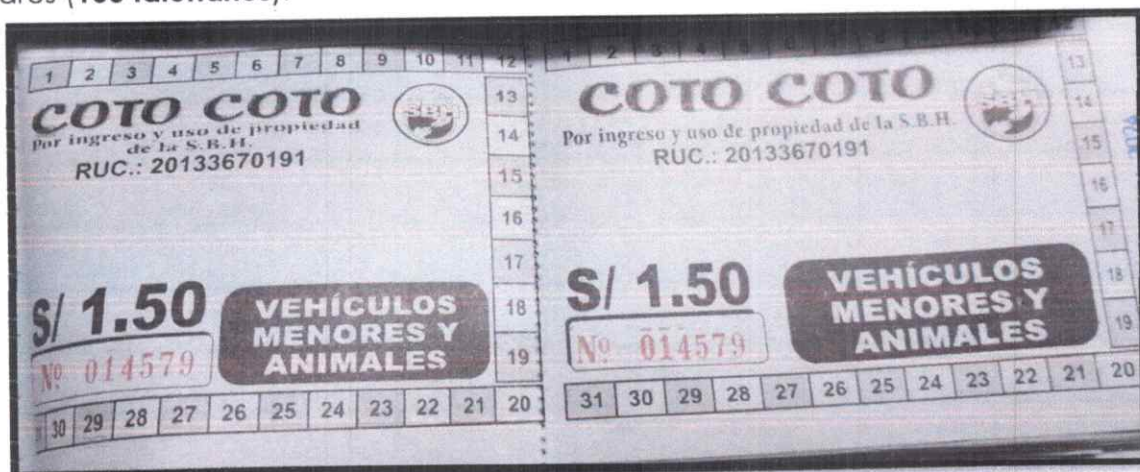 1 2 3 4 5 6 7 8 9 10 11 12
13
14
15
16
17
18
19
COTO COTO
Por ingreso y uso de propiedad
de la S.B.H.
RUC.: 20133670191
S/ 1.50
VEHÍCULOS
MENORES Y
ANIMALES
Nº 014579
30 29 28 27 26 25 24 23 22 21 20
1 2 3 4 5 6
13
14
15
16
17
18
19
COTO COTO
Por ingreso y uso de propiedad de la S.B.H.
RUC.: 20133670191
S/ 1.50
VEHÍCULOS
MENORES Y
ANIMALES
Nº 014579
31 30 29 28 27 26 25 24 23 22 21 20